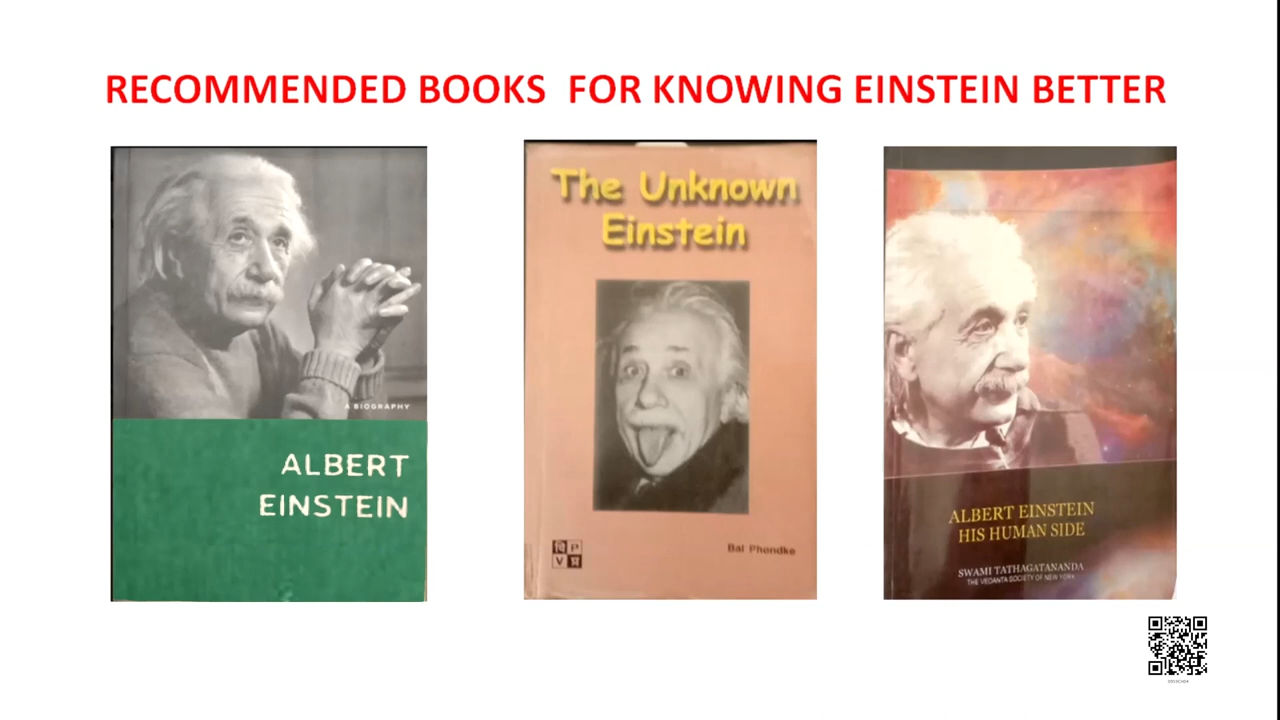 RECOMMENDED BOOKS FOR KNOWING EINSTEIN BETTER
A BIOGRAPHY
ALBERT
EINSTEIN
The Unknown
Einstein
वि P
V प्र
Bal Phondke
ALBERT EINSTEIN
HIS HUMAN SIDE
SWAMI TATHAGATANANDA
THE VEDANTA SOCIETY OF NEW YORK